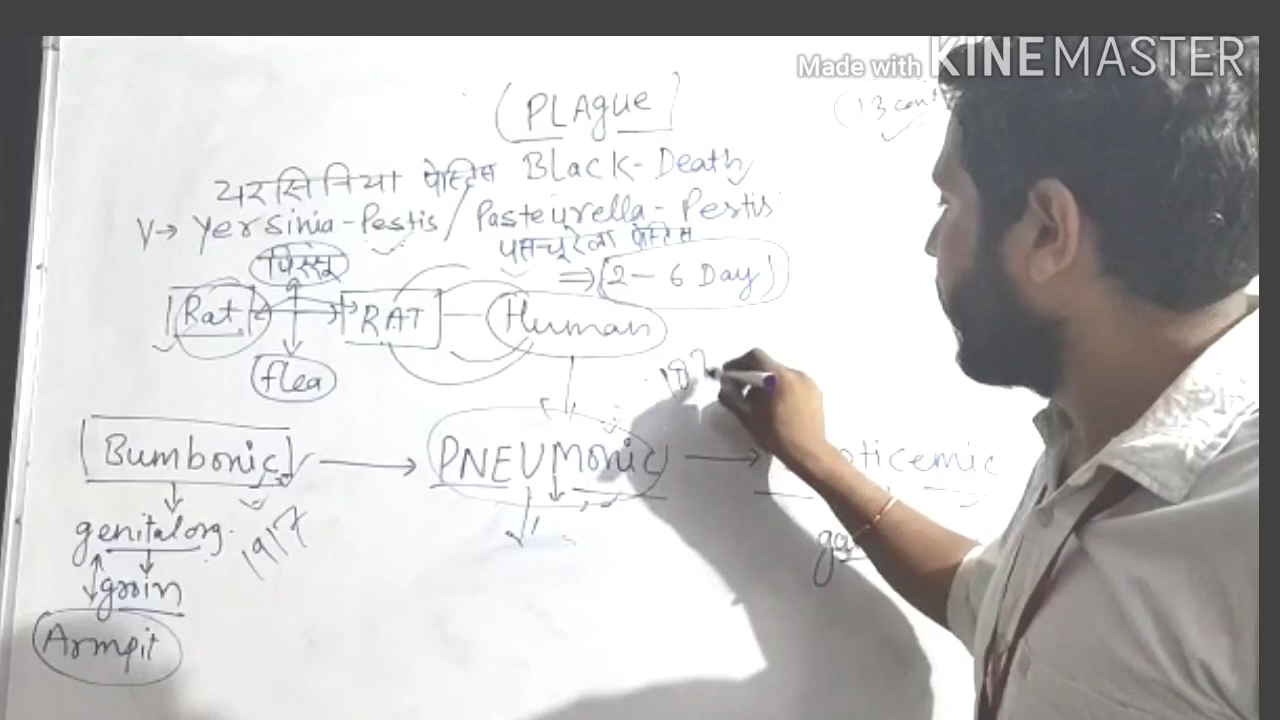 Made with KINEMASTER
(PLAgue)
यरसिनिया पेस्टिस Black-Death
V→ Yersinia-Pestis / Pasteyrella-Pestis
पिस्सू
⇒(2-6 Day)
Rat RAT Human
flea
Bumbonic → PNEUMonic →
genital org.
1917
groin
Armpit